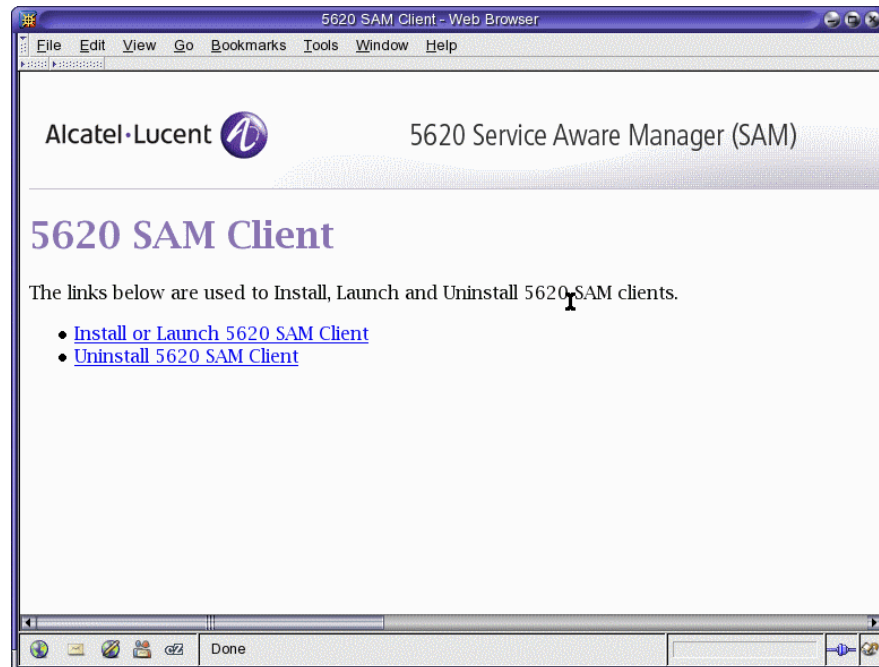 5620 SAM Client - Web Browser
File Edit View Go Bookmarks Tools Window Help
Alcatel·Lucent
5620 Service Aware Manager (SAM)
5620 SAM Client
The links below are used to Install, Launch and Uninstall 5620 SAM clients.
Install or Launch 5620 SAM Client
Uninstall 5620 SAM Client
Done